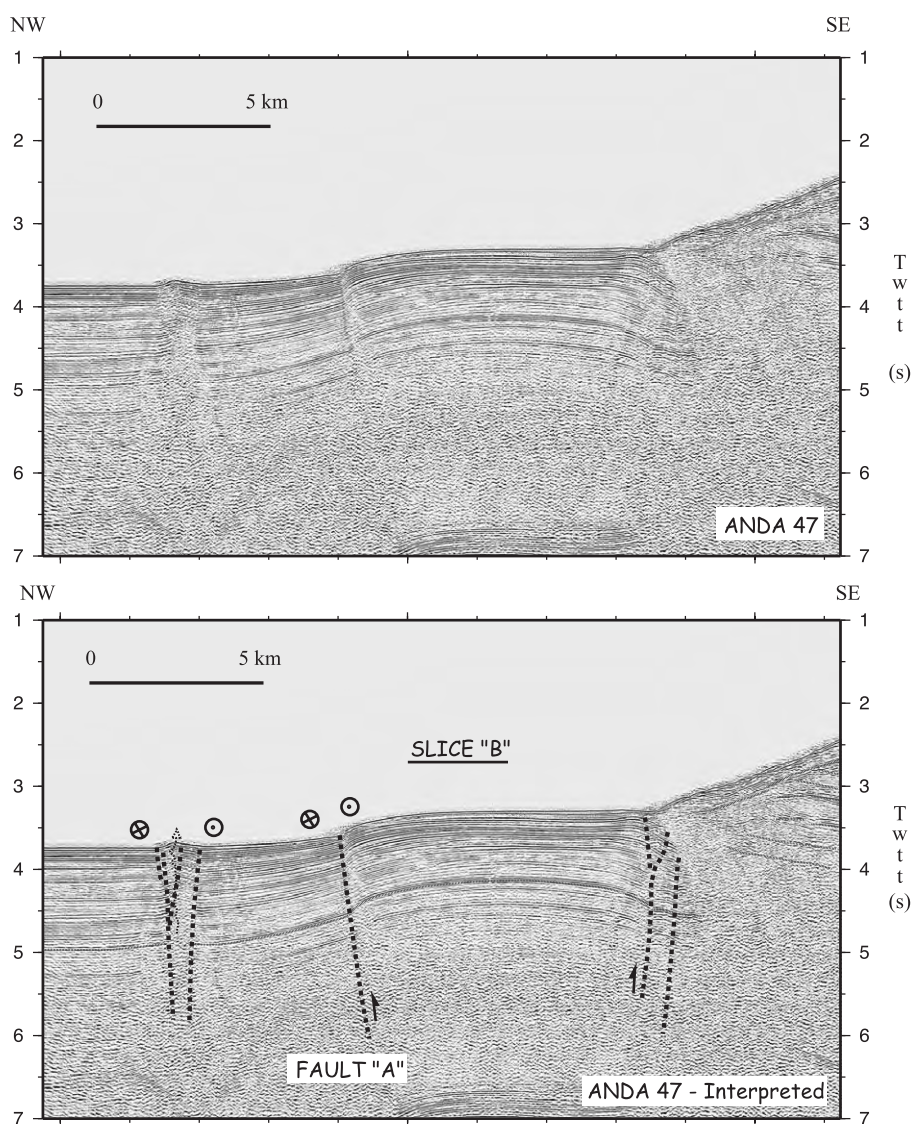 NW SE
1 1
0 5 km
2 2
3 3
T
w
t
t
4 4
(s)
5 5
6 6
ANDA 47
7 7
NW SE
1 1
0 5 km
2 2
SLICE "B"
3 3
T
w
t
t
4 4
(s)
5 5
6 6
FAULT "A"
ANDA 47 - Interpreted
7 7